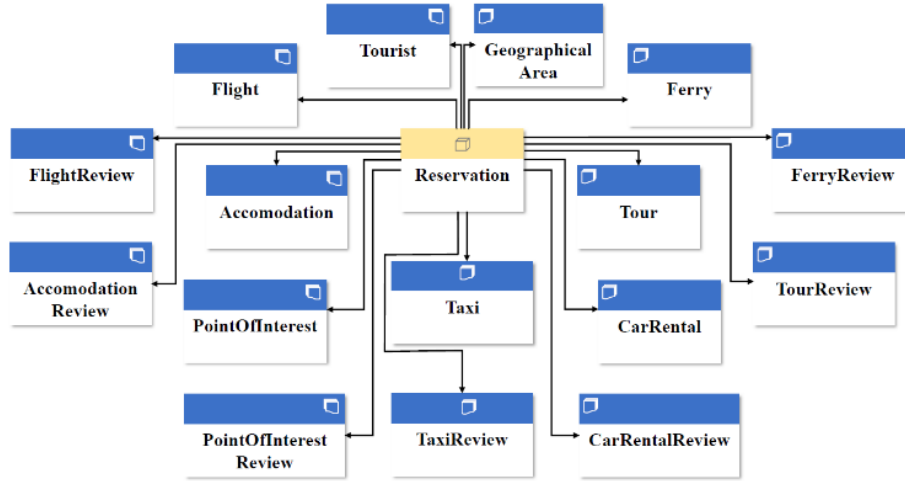 Tourist
Geographical
Area
Flight
Ferry
FlightReview
Reservation
FerryReview
Accomodation
Tour
Accomodation
Review
PointOfInterest
Taxi
CarRental
TourReview
PointOfInterest
Review
TaxiReview
CarRentalReview